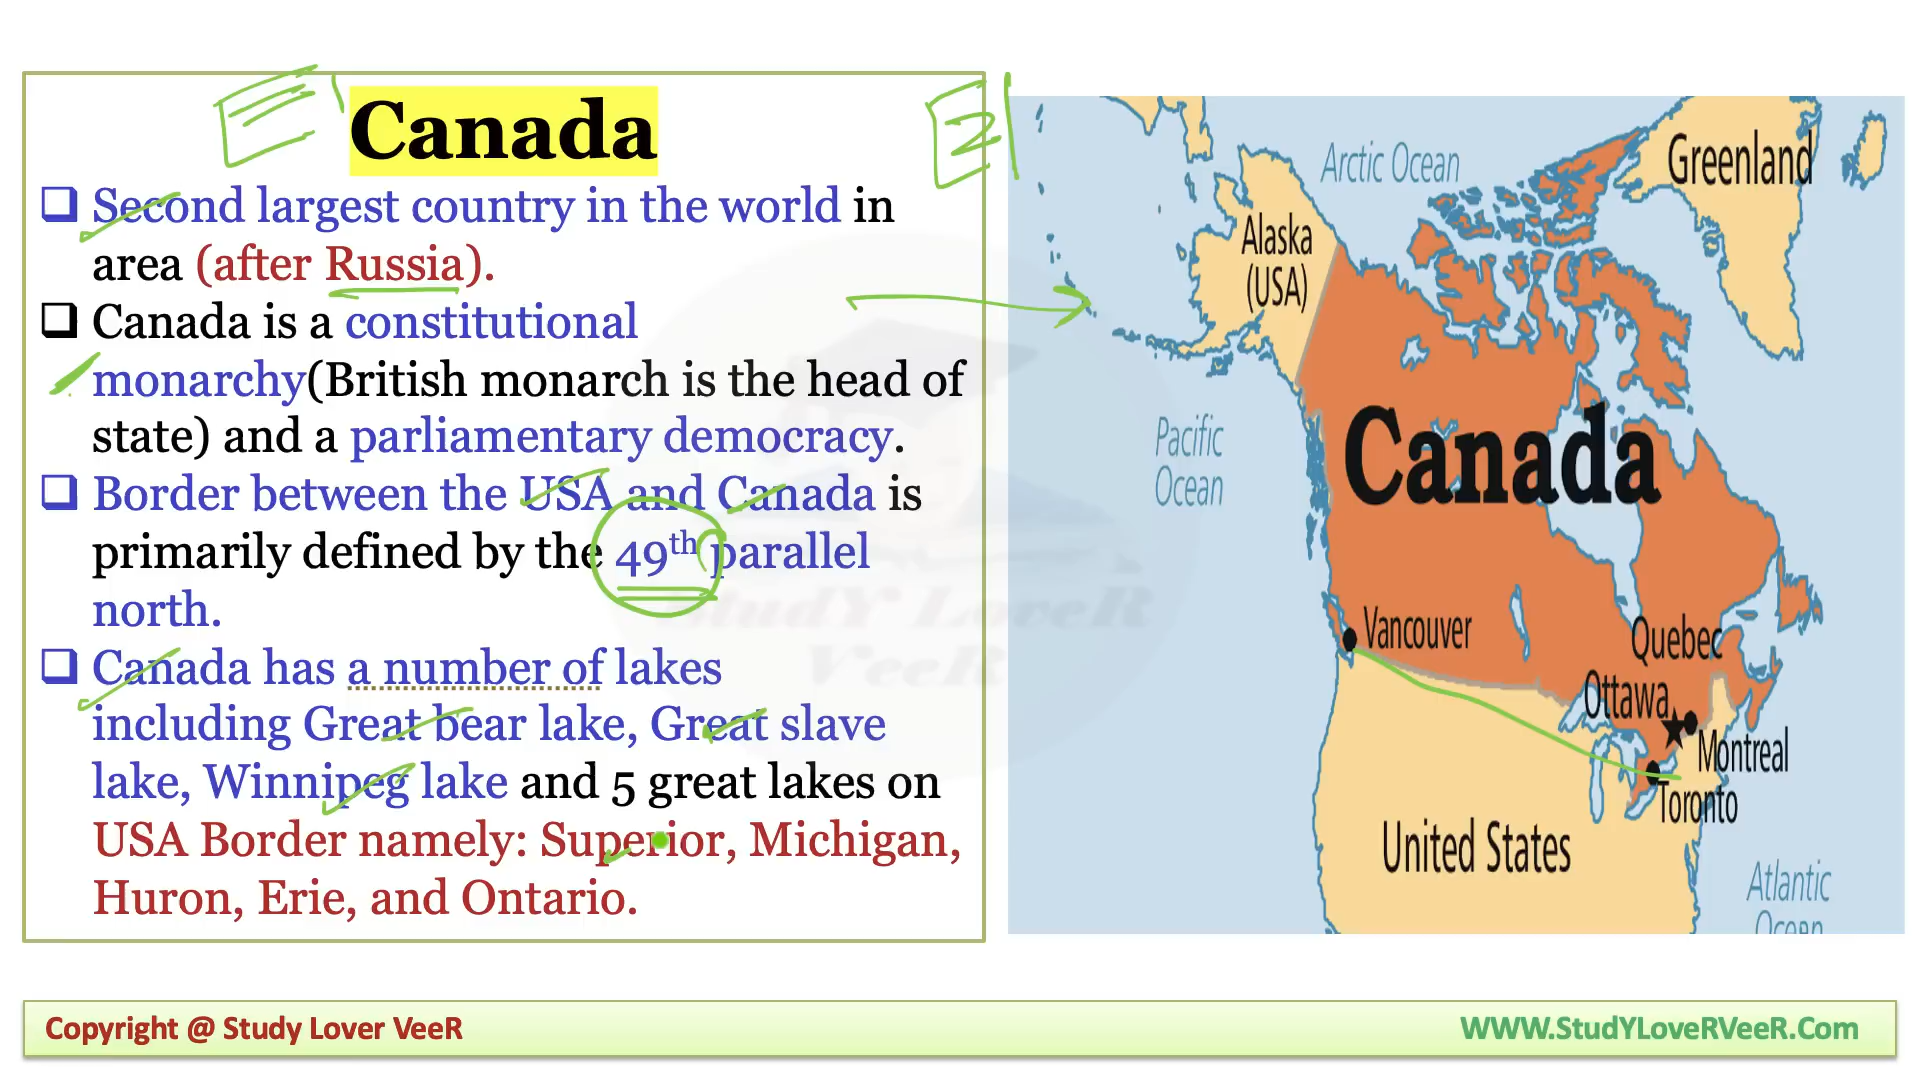 Canada
❑ Second largest country in the world in
area (after Russia).
❑ Canada is a constitutional
monarchy(British monarch is the head of
state) and a parliamentary democracy.
❑ Border between the USA and Canada is
primarily defined by the 49th parallel
north.
❑ Canada has a number of lakes
including Great bear lake, Great slave
lake, Winnipeg lake and 5 great lakes on
USA Border namely: Superior, Michigan,
Huron, Erie, and Ontario.
StudY LoveR
VeeR
Arctic Ocean
Greenland
Alaska
(USA)
Pacific
Ocean
Canada
Vancouver
Quebec
Ottawa
Montreal
Toronto
United States
Atlantic
Ocean
Copyright @ Study Lover VeeR
WWW.StudYLoveRVeeR.Com